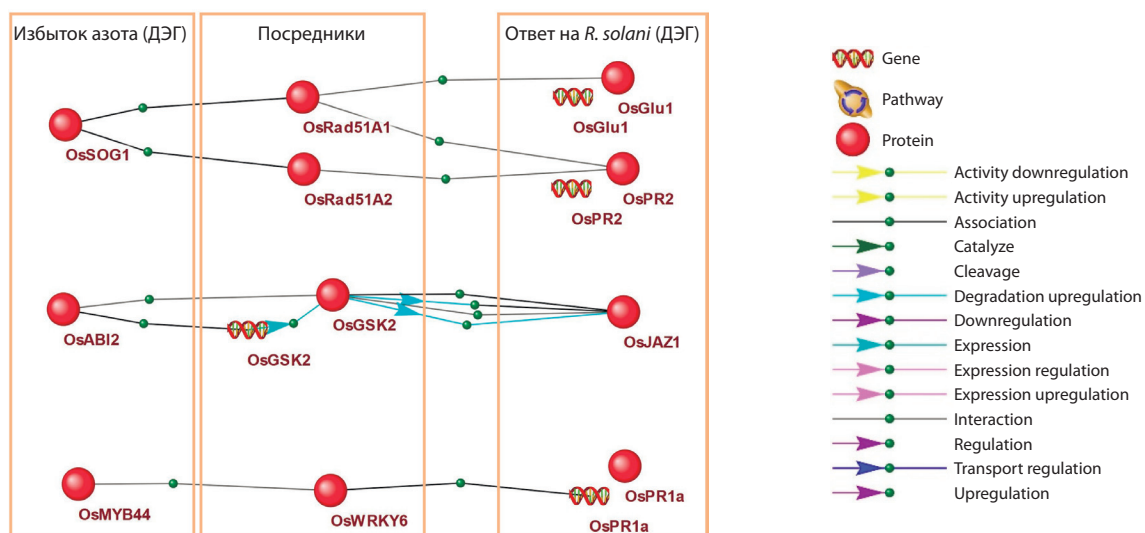 Избыток азота (ДЭГ)
Посредники
Ответ на R. solani (ДЭГ)
OsSOG1
OsRad51A1
OsGlu1
OsGlu1
OsRad51A2
OsPR2
OsPR2
OsABI2
OsGSK2
OsGSK2
OsJAZ1
OsMYB44
OsWRKY6
OsPR1a
OsPR1a
Gene
Pathway
Protein
Activity downregulation
Activity upregulation
Association
Catalyze
Cleavage
Degradation upregulation
Downregulation
Expression
Expression regulation
Expression upregulation
Interaction
Regulation
Transport regulation
Upregulation